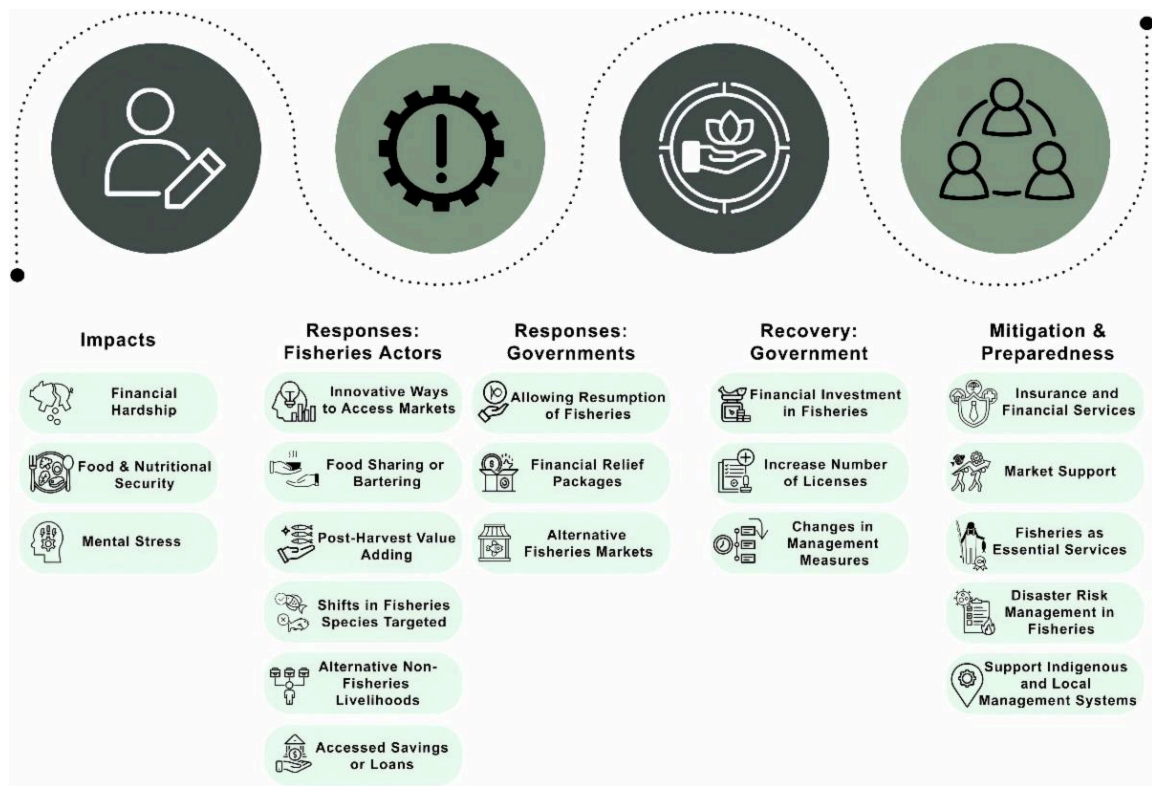 Impacts
Financial
Hardship
Food & Nutritional
Security
Mental Stress
Responses:
Fisheries Actors
Innovative Ways
to Access Markets
Food Sharing or
Bartering
Post-Harvest Value
Adding
Shifts in Fisheries
Species Targeted
Alternative Non-
Fisheries
Livelihoods
Accessed Savings
or Loans
Responses:
Governments
Allowing Resumption
of Fisheries
Financial Relief
Packages
Alternative
Fisheries Markets
Recovery:
Government
Financial Investment
in Fisheries
Increase Number
of Licenses
Changes in
Management
Measures
Mitigation &
Preparedness
Insurance and
Financial Services
Market Support
Fisheries as
Essential Services
Disaster Risk
Management in
Fisheries
Support Indigenous
and Local
Management Systems